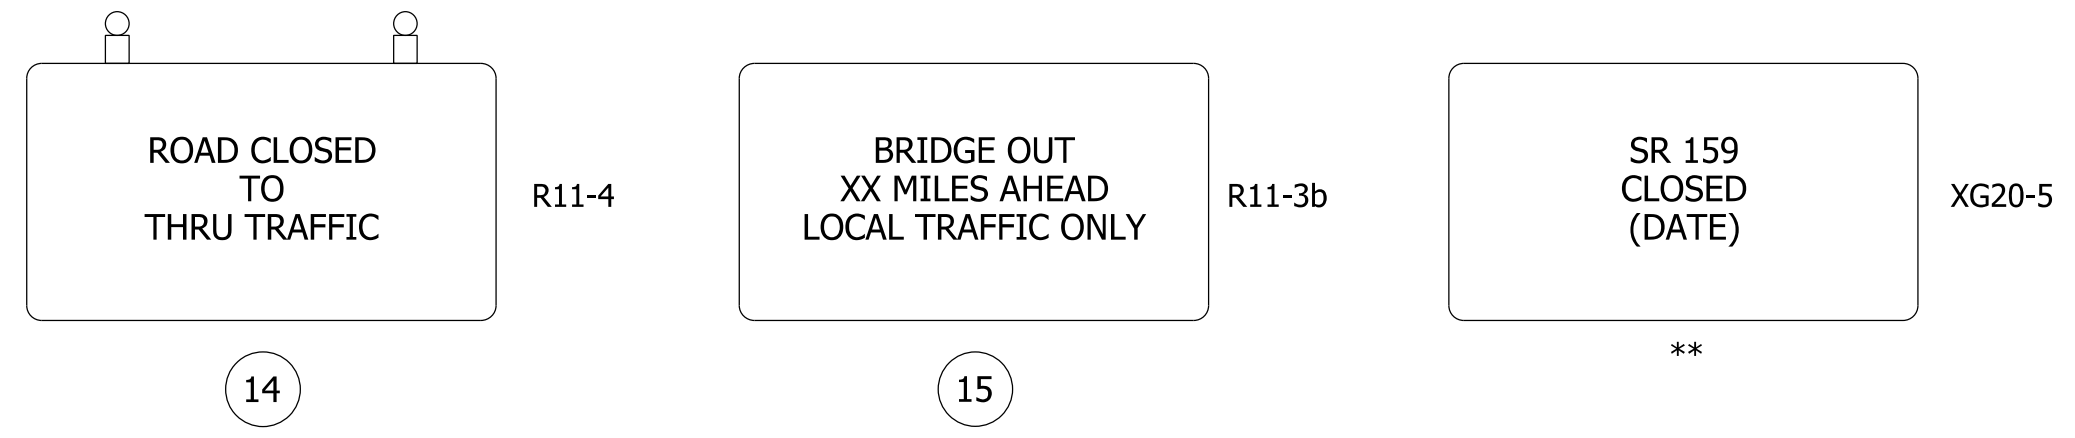 ROAD CLOSED
TO
THRU TRAFFIC
R11-4
14
BRIDGE OUT
XX MILES AHEAD
LOCAL TRAFFIC ONLY
R11-3b
15
SR 159
CLOSED
(DATE)
XG20-5
**